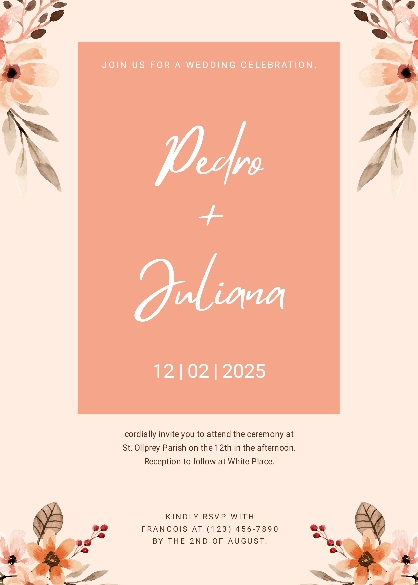 JOIN US FOR A WEDDING CELEBRATION.
Pedro
+
Juliana
12|02|2025
cordially invite you to attend the ceremony at
St. Ollprey Parish on the 12th in the afternoon.
Reception to follow at White Place.
KINDLY RSVP WITH
FRANCOIS AT (123) 456-7890
BY THE 2ND OF AUGUST.